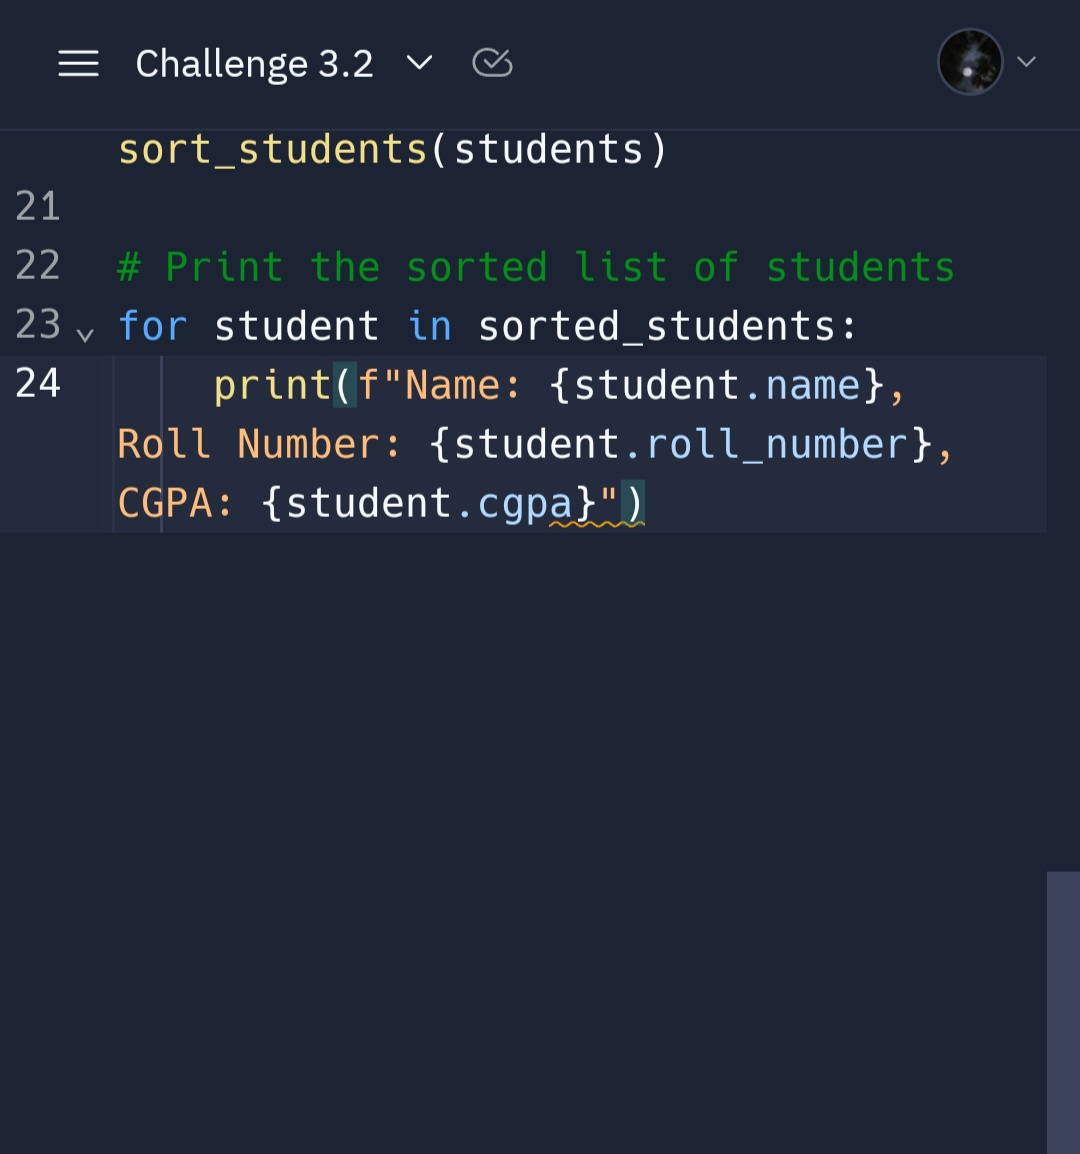 Challenge 3.2
sort_students(students)
21
22 # Print the sorted list of students
23 for student in sorted_students:
24 print(f"Name: {student.name},
Roll Number: {student.roll_number},
CGPA: {student.cgpa}")